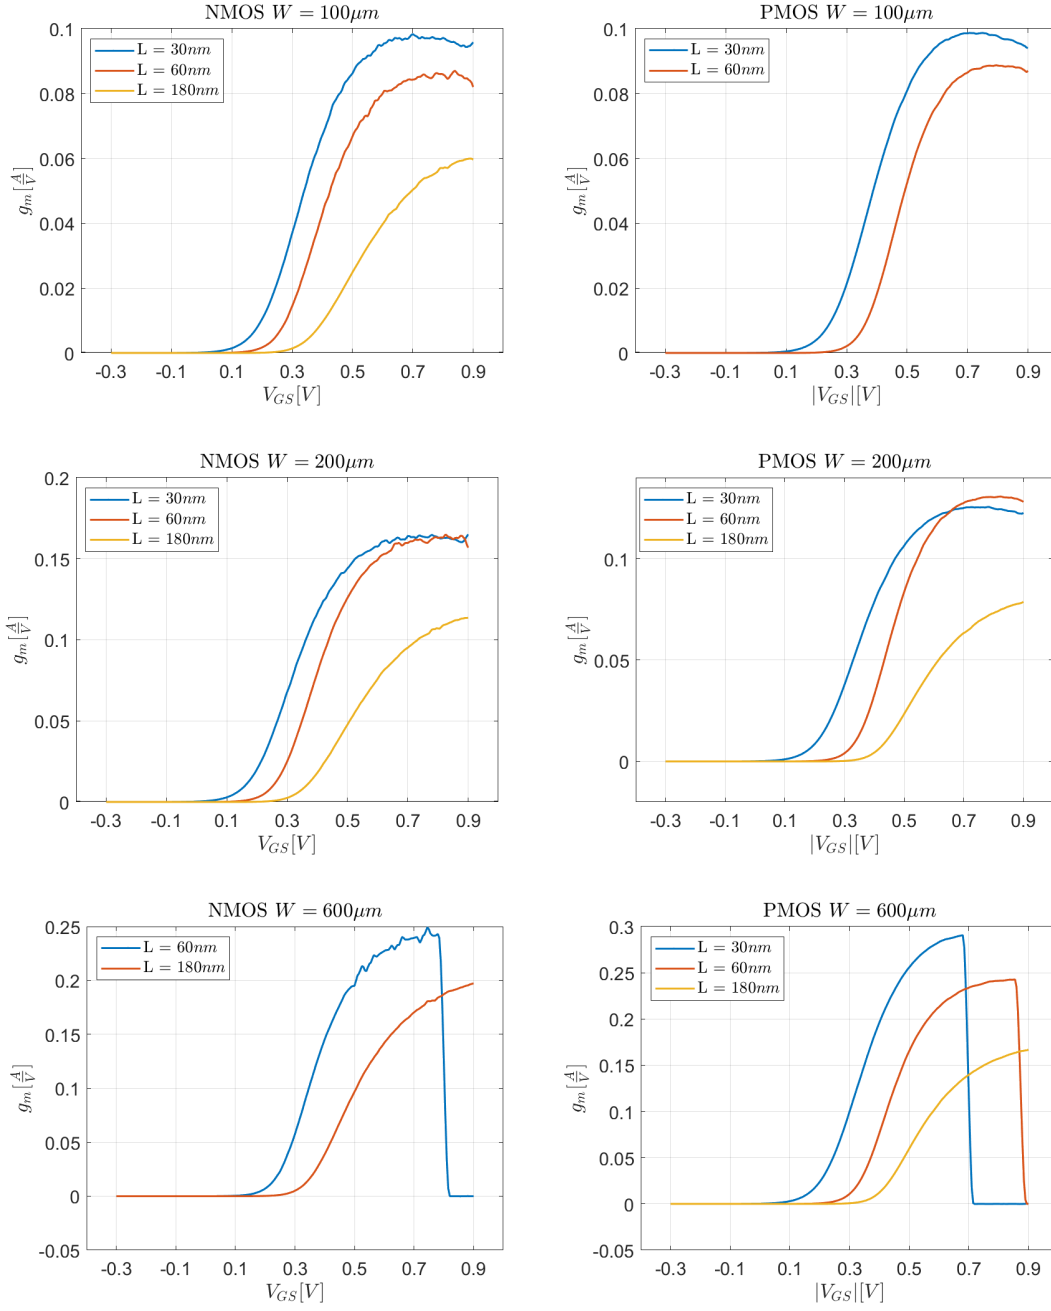 NMOS W = 100μm
L = 30nm
L = 60nm
L = 180nm
0.1
0.08
0.06
0.04
0.02
0
g_m[A/V]
-0.3 -0.1 0.1 0.3 0.5 0.7 0.9
V_GS[V]
PMOS W = 100μm
L = 30nm
L = 60nm
0.1
0.08
0.06
0.04
0.02
0
g_m[A/V]
-0.3 -0.1 0.1 0.3 0.5 0.7 0.9
|V_GS|[V]
NMOS W = 200μm
L = 30nm
L = 60nm
L = 180nm
0.2
0.15
0.1
0.05
0
g_m[A/V]
-0.3 -0.1 0.1 0.3 0.5 0.7 0.9
V_GS[V]
PMOS W = 200μm
L = 30nm
L = 60nm
L = 180nm
0.1
0.05
0
g_m[A/V]
-0.3 -0.1 0.1 0.3 0.5 0.7 0.9
|V_GS|[V]
NMOS W = 600μm
L = 60nm
L = 180nm
0.25
0.2
0.15
0.1
0.05
0
-0.05
g_m[A/V]
-0.3 -0.1 0.1 0.3 0.5 0.7 0.9
V_GS[V]
PMOS W = 600μm
L = 30nm
L = 60nm
L = 180nm
0.3
0.25
0.2
0.15
0.1
0.05
0
-0.05
g_m[A/V]
-0.3 -0.1 0.1 0.3 0.5 0.7 0.9
|V_GS|[V]